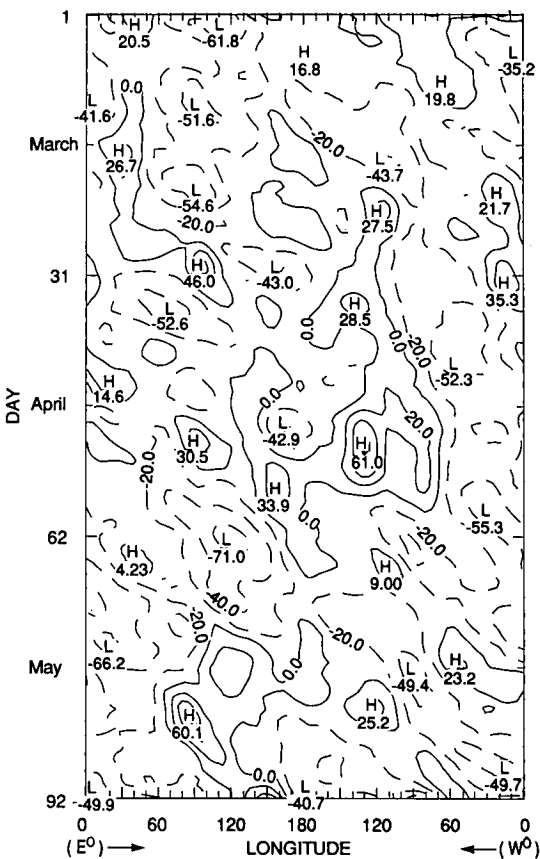 1
H
20.5
L
-61.8
H
16.8
L
-35.2
H
19.8
0.0
L
-41.6
L
-51.6
-20.0
March
H
26.7
L
-43.7
L
-54.6
-20.0
H
27.5
H
21.7
31
H
46.0
L
-43.0
H
35.3
L
-52.6
H
28.5
0.0
0.0
-20.0
L
-52.3
H
14.6
0.0
April
DAY
20.0
L
-42.9
H
30.5
H
61.0
-20.0
H
33.9
0.0
L
-55.3
62
-20.0
L
-71.0
H
4.23
H
9.00
-40.0
-20.0
-20.0
May
L
-66.2
0.0
H
23.2
L
-49.4
H
60.1
H
25.2
0.0
L
-49.7
92
L
-49.9
L
-40.7
0 60 120 180 120 60 0
(E°) → LONGITUDE ← (W°)